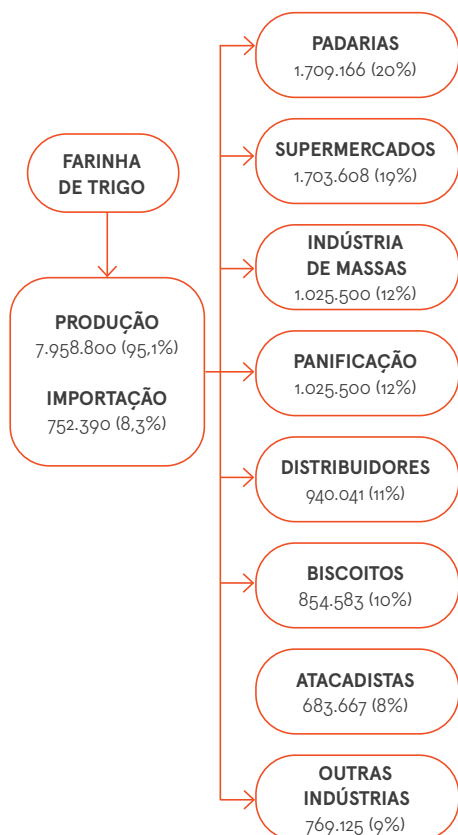 FARINHA
DE TRIGO
PRODUÇÃO
7.958.800 (95,1%)
IMPORTAÇÃO
752.390 (8,3%)
PADARIAS
1.709.166 (20%)
SUPERMERCADOS
1.703.608 (19%)
INDÚSTRIA
DE MASSAS
1.025.500 (12%)
PANIFICAÇÃO
1.025.500 (12%)
DISTRIBUIDORES
940.041 (11%)
BISCOITOS
854.583 (10%)
ATACADISTAS
683.667 (8%)
OUTRAS
INDÚSTRIAS
769.125 (9%)